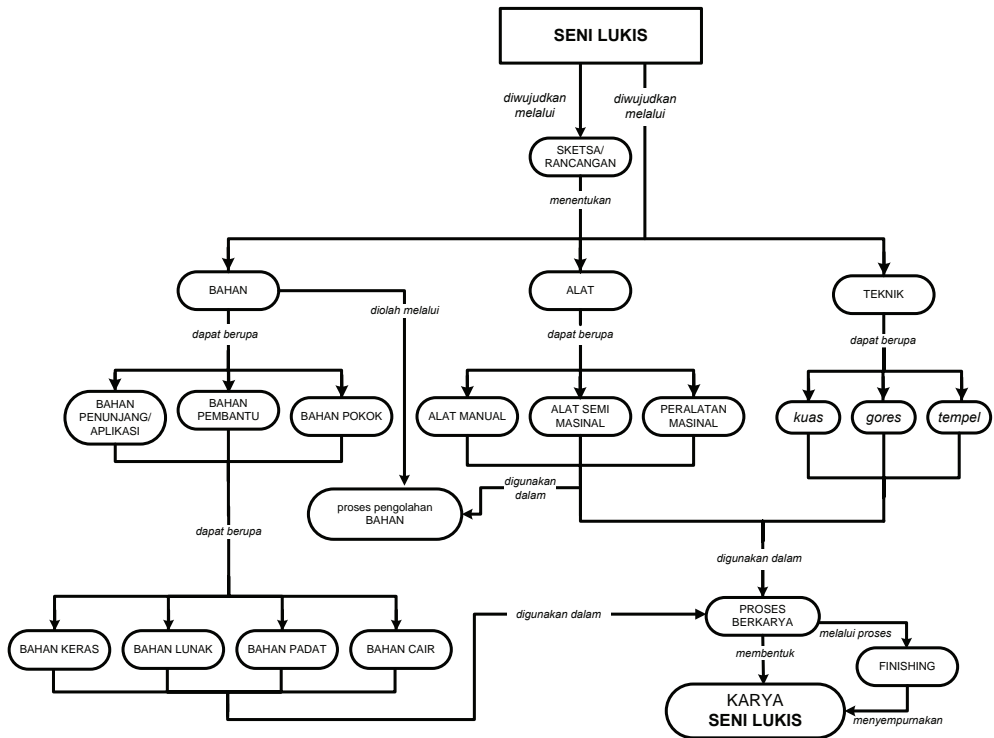 SENI LUKIS
diwujudkan
melalui
diwujudkan
melalui
SKETSA/
RANCANGAN
menentukan
BAHAN
diolah melalui
ALAT
TEKNIK
dapat berupa
dapat berupa
dapat berupa
BAHAN
PENUNJANG/
APLIKASI
BAHAN
PEMBANTU
BAHAN POKOK
ALAT MANUAL
ALAT SEMI
MASINAL
PERALATAN
MASINAL
kuas
gores
tempel
digunakan
dalam
proses pengolahan
BAHAN
dapat berupa
digunakan dalam
BAHAN KERAS
BAHAN LUNAK
BAHAN PADAT
BAHAN CAIR
digunakan dalam
PROSES
BERKARYA
melalui proses
membentuk
FINISHING
KARYA
SENI LUKIS
menyempurnakan